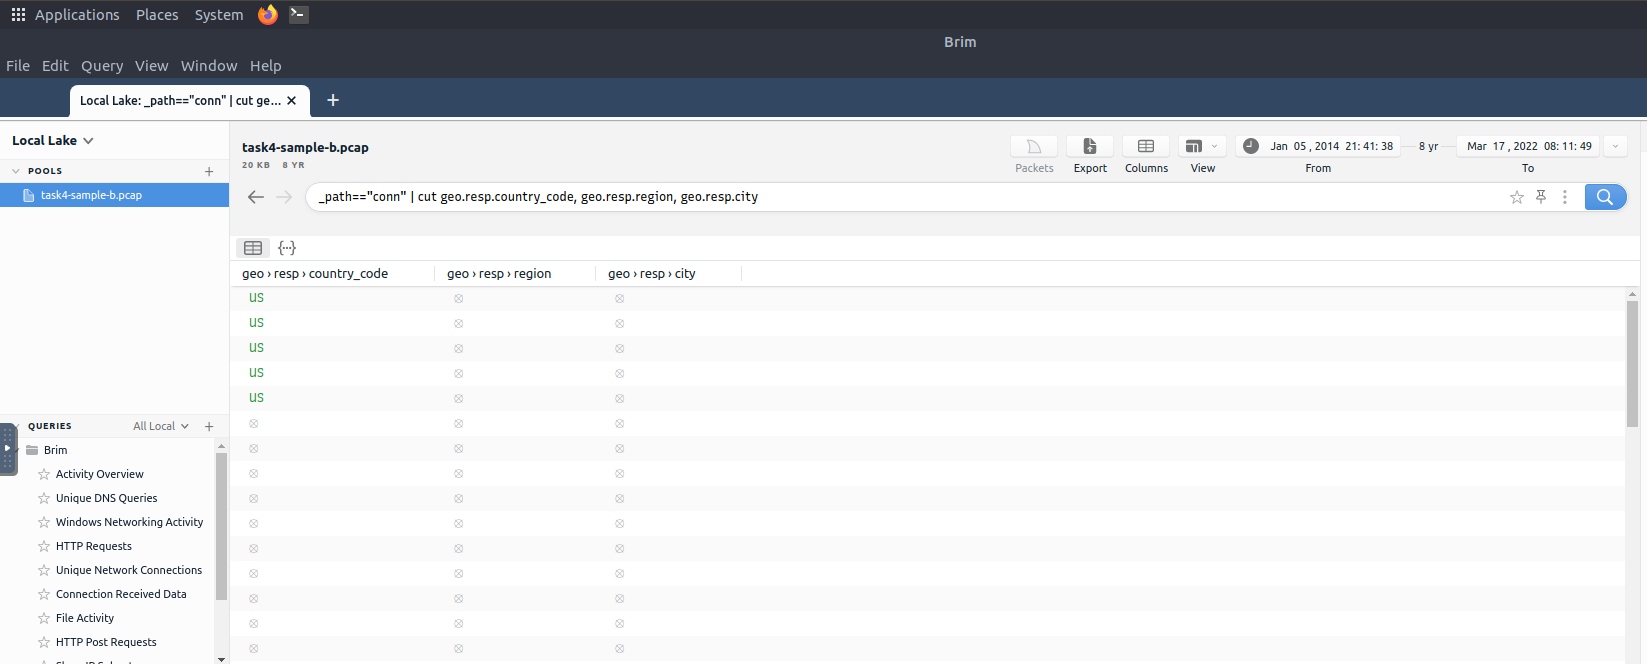 Applications Places System
Brim
File Edit Query View Window Help
Local Lake: _path=="conn" | cut ge... × +
Local Lake
POOLS +
task4-sample-b.pcap
task4-sample-b.pcap
20 KB 8 YR
Packets Export Columns View
Jan 05 , 2014 21 : 41 : 38 8 yr Mar 17 , 2022 08 : 11 : 49
From To
_path=="conn" | cut geo.resp.country_code, geo.resp.region, geo.resp.city
geo › resp › country_code geo › resp › region geo › resp › city
US
US
US
US
US
QUERIES All Local +
Brim
Activity Overview
Unique DNS Queries
Windows Networking Activity
HTTP Requests
Unique Network Connections
Connection Received Data
File Activity
HTTP Post Requests